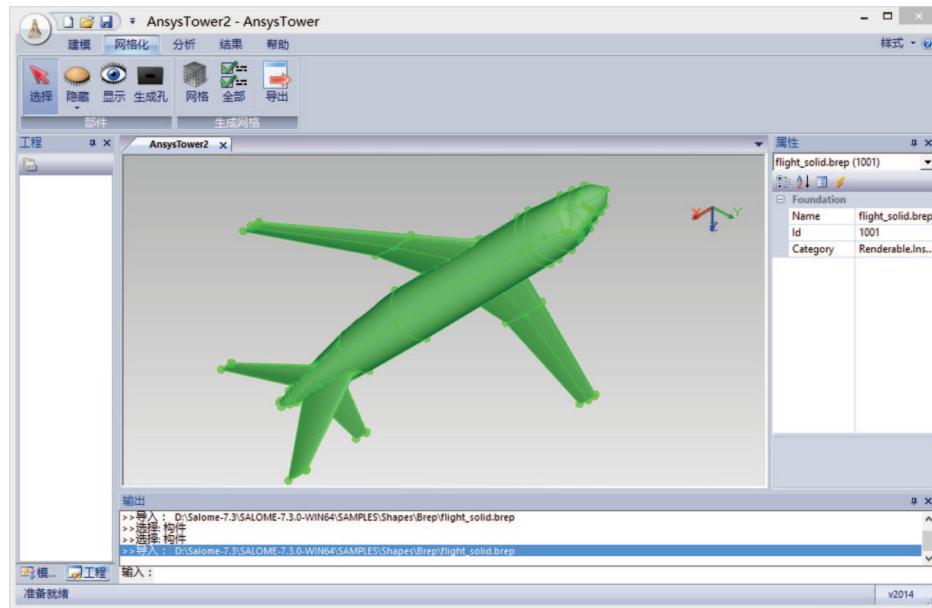 AnsysTower2 - AnsysTower
建模 网格化 分析 结果 帮助 样式
选择 隐藏 显示 生成孔 网格 全部 导出
部件 生成网格
工程
AnsysTower2
属性
flight_solid.brep (1001)
Foundation
Name flight_solid.brep
Id 1001
Category Renderable.Ins...
X Y
Z
输出
>>导入： D:\Salome-7.3\SALOME-7.3.0-WIN64\SAMPLES\Shapes\Brep\flight_solid.brep
>>选择: 构件
>>选择: 构件
>>导入： D:\Salome-7.3\SALOME-7.3.0-WIN64\SAMPLES\Shapes\Brep\flight_solid.brep
模... 工程 输入：
准备就绪 v2014